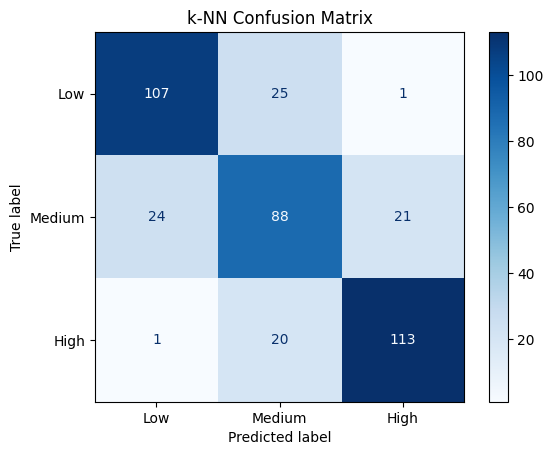 k-NN Confusion Matrix
Low 107 25 1
Medium 24 88 21
High 1 20 113
Low Medium High
Predicted label
True label
100
80
60
40
20